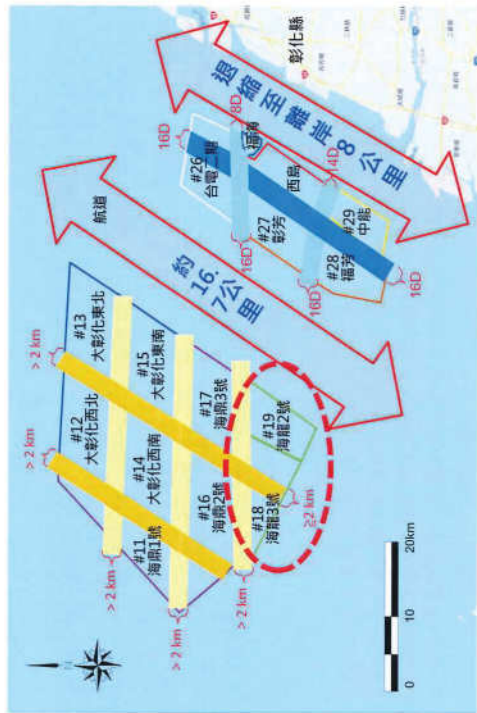 > 2 km
> 2 km
#13
大彰化東北
#12
大彰化西北
#15
大彰化東南
#14
大彰化西南
#11
海鼎1號
#17
海鼎3號
#16
海鼎2號
#19
海龍2號
#18
海龍3號
> 2 km
> 2 km
> 2 km
≧2 km
航道
約
16.
7公里
16D
#26
台電二期
8D
福海
16D
#27
彰芳
西島
14D
16D
#28
福芳
#29
中能
16D
退縮至離岸8公里
彰化縣
0
10
20km